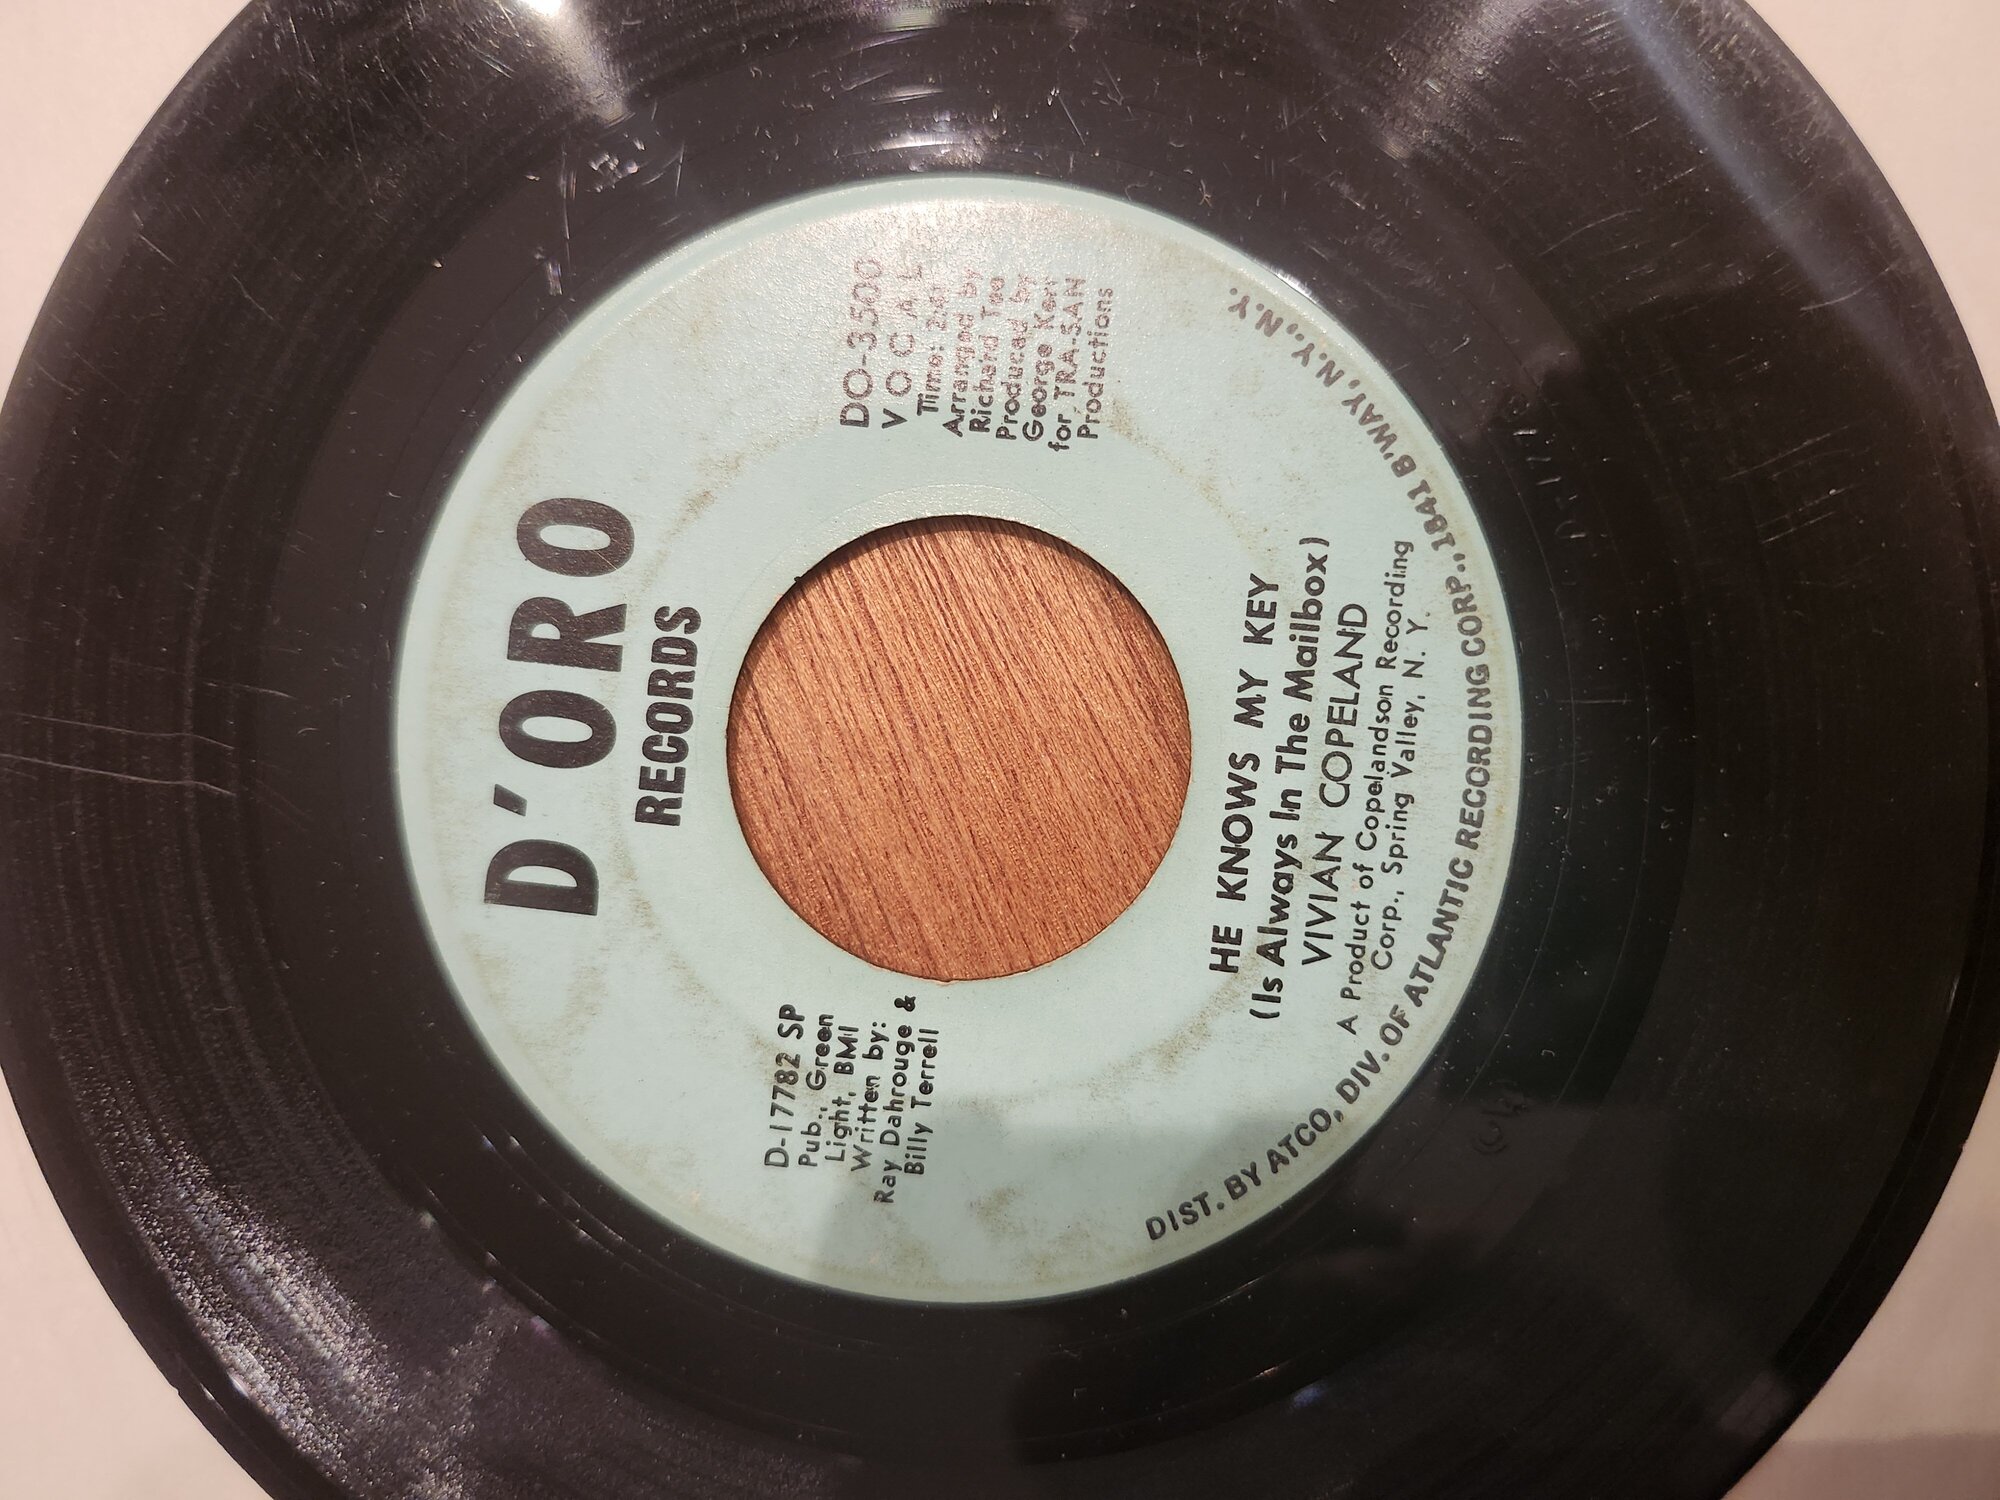 D'ORO
RECORDS
D-17782 SP
Pub., Green
Light, BMI
Written by:
Ray Dahrouge &
Billy Terrell
DO-3500
VOCAL
Time:
Arranged by
Richard Tee
Produced by
George Kerr
for TRA-SAN
Productions
HE KNOWS MY KEY
(Is Always In The Mailbox)
VIVIAN COPELAND
A Product of Copelandson Recording
Corp., Spring Valley, N. Y.
DIST. BY ATCO, DIV. OF ATLANTIC RECORDING CORP., 1841 B'WAY, N.Y., N.Y.